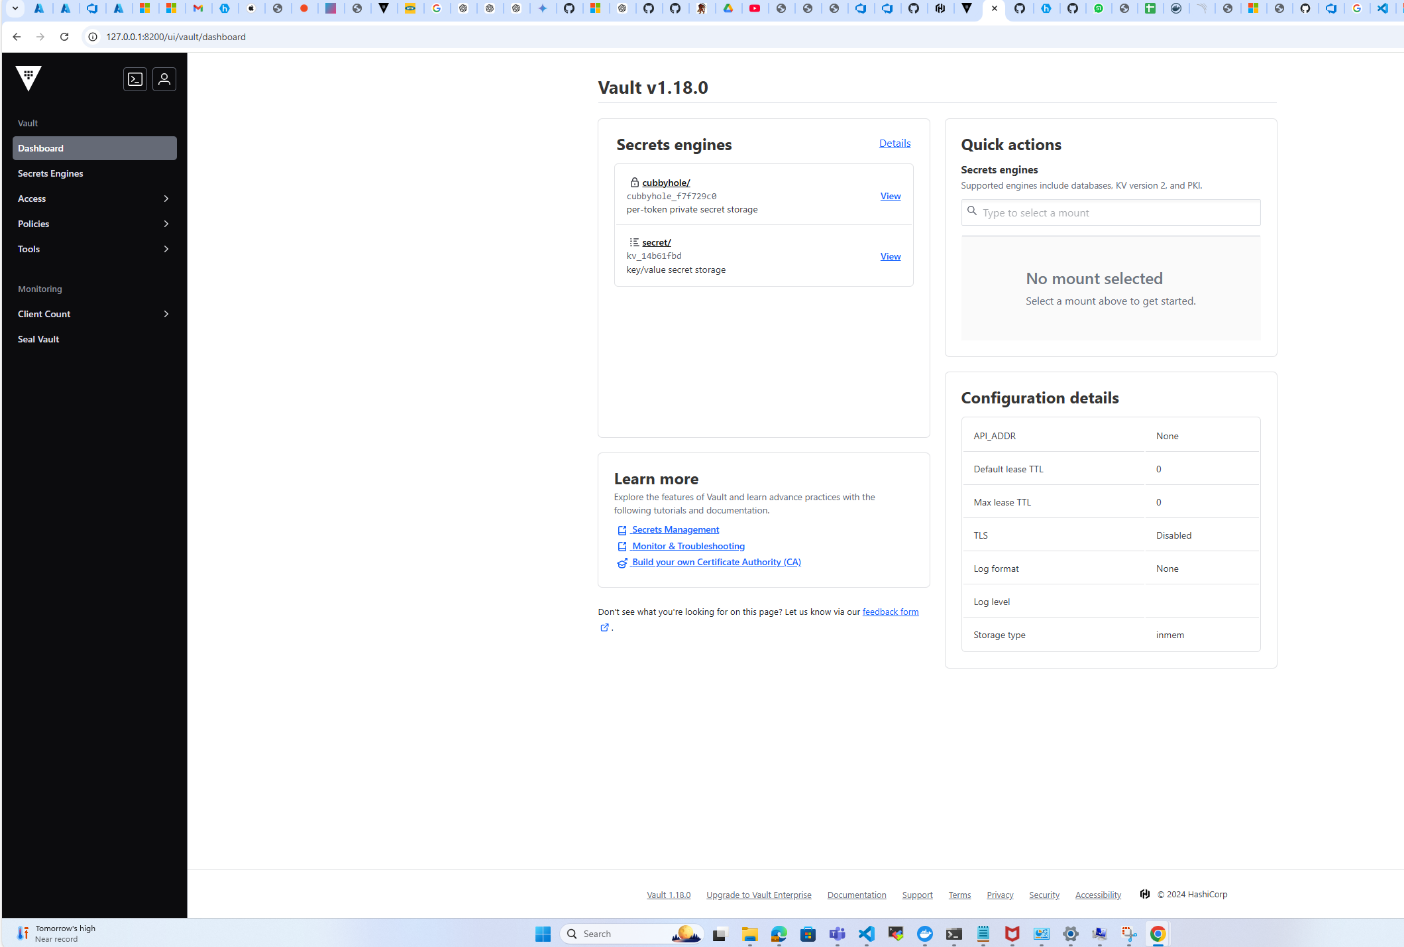 127.0.0.1:8200/ui/vault/dashboard
Vault
Dashboard
Secrets Engines
Access
Policies
Tools
Monitoring
Client Count
Seal Vault
Vault v1.18.0
Secrets engines
Details
cubbyhole/
cubbyhole_f7f729c0
per-token private secret storage
View
secret/
kv_14b61fbd
key/value secret storage
View
Learn more
Explore the features of Vault and learn advance practices with the
following tutorials and documentation.
Secrets Management
Monitor & Troubleshooting
Build your own Certificate Authority (CA)
Don't see what you're looking for on this page? Let us know via our feedback form
.
Quick actions
Secrets engines
Supported engines include databases, KV version 2, and PKI.
Type to select a mount
No mount selected
Select a mount above to get started.
Configuration details
API_ADDR None
Default lease TTL 0
Max lease TTL 0
TLS Disabled
Log format None
Log level
Storage type inmem
Vault 1.18.0 Upgrade to Vault Enterprise Documentation Support Terms Privacy Security Accessibility © 2024 HashiCorp
Tomorrow's high
Near record
Search